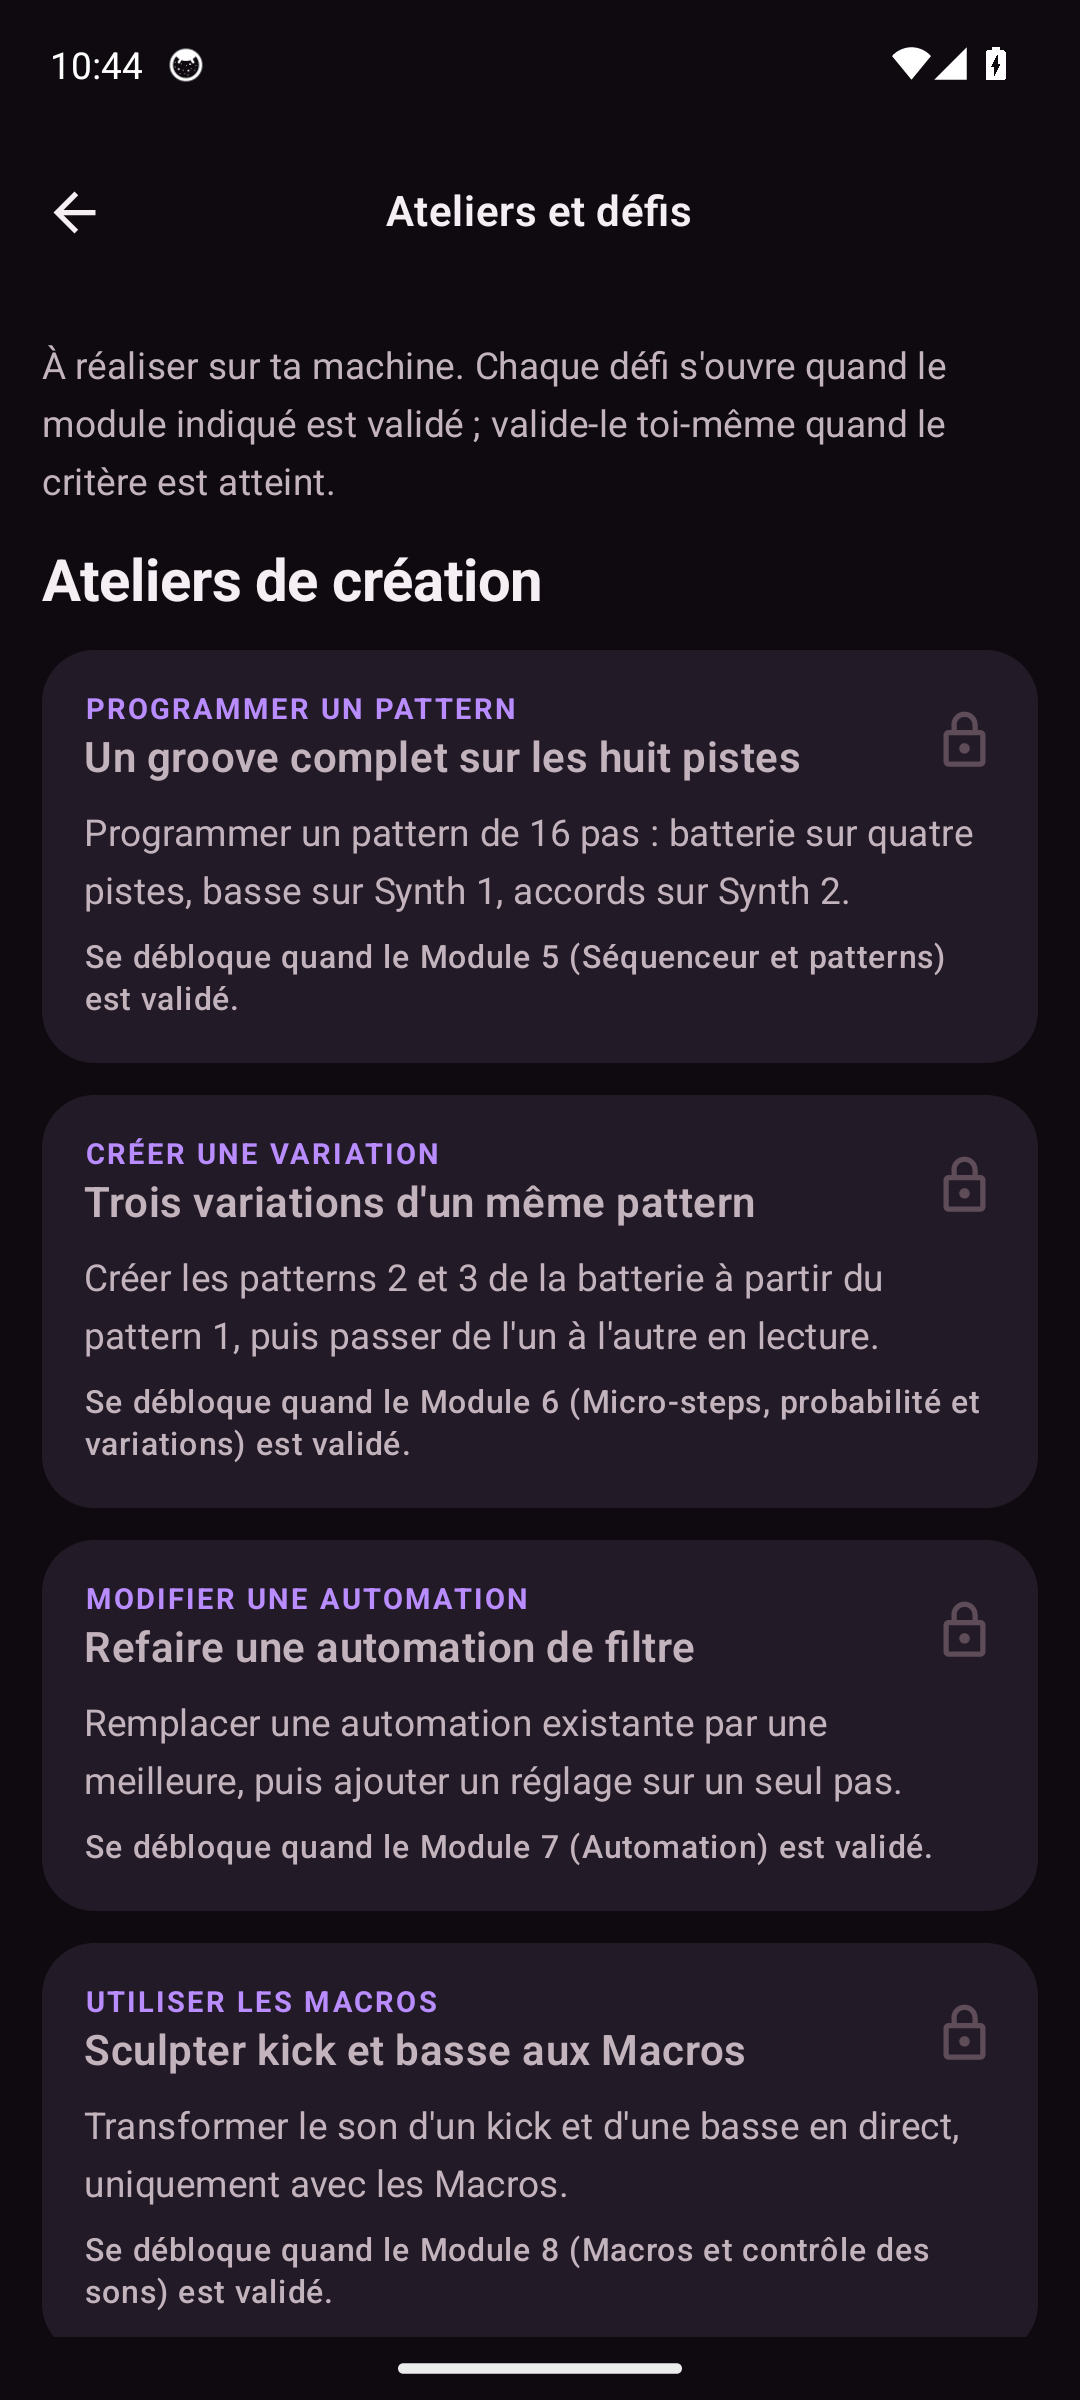 10:44
Ateliers et défis
À réaliser sur ta machine. Chaque défi s'ouvre quand le
module indiqué est validé ; valide-le toi-même quand le
critère est atteint.
Ateliers de création
PROGRAMMER UN PATTERN
Un groove complet sur les huit pistes
Programmer un pattern de 16 pas : batterie sur quatre
pistes, basse sur Synth 1, accords sur Synth 2.
Se débloque quand le Module 5 (Séquenceur et patterns)
est validé.
CRÉER UNE VARIATION
Trois variations d'un même pattern
Créer les patterns 2 et 3 de la batterie à partir du
pattern 1, puis passer de l'un à l'autre en lecture.
Se débloque quand le Module 6 (Micro-steps, probabilité et
variations) est validé.
MODIFIER UNE AUTOMATION
Refaire une automation de filtre
Remplacer une automation existante par une
meilleure, puis ajouter un réglage sur un seul pas.
Se débloque quand le Module 7 (Automation) est validé.
UTILISER LES MACROS
Sculpter kick et basse aux Macros
Transformer le son d'un kick et d'une basse en direct,
uniquement avec les Macros.
Se débloque quand le Module 8 (Macros et contrôle des
sons) est validé.